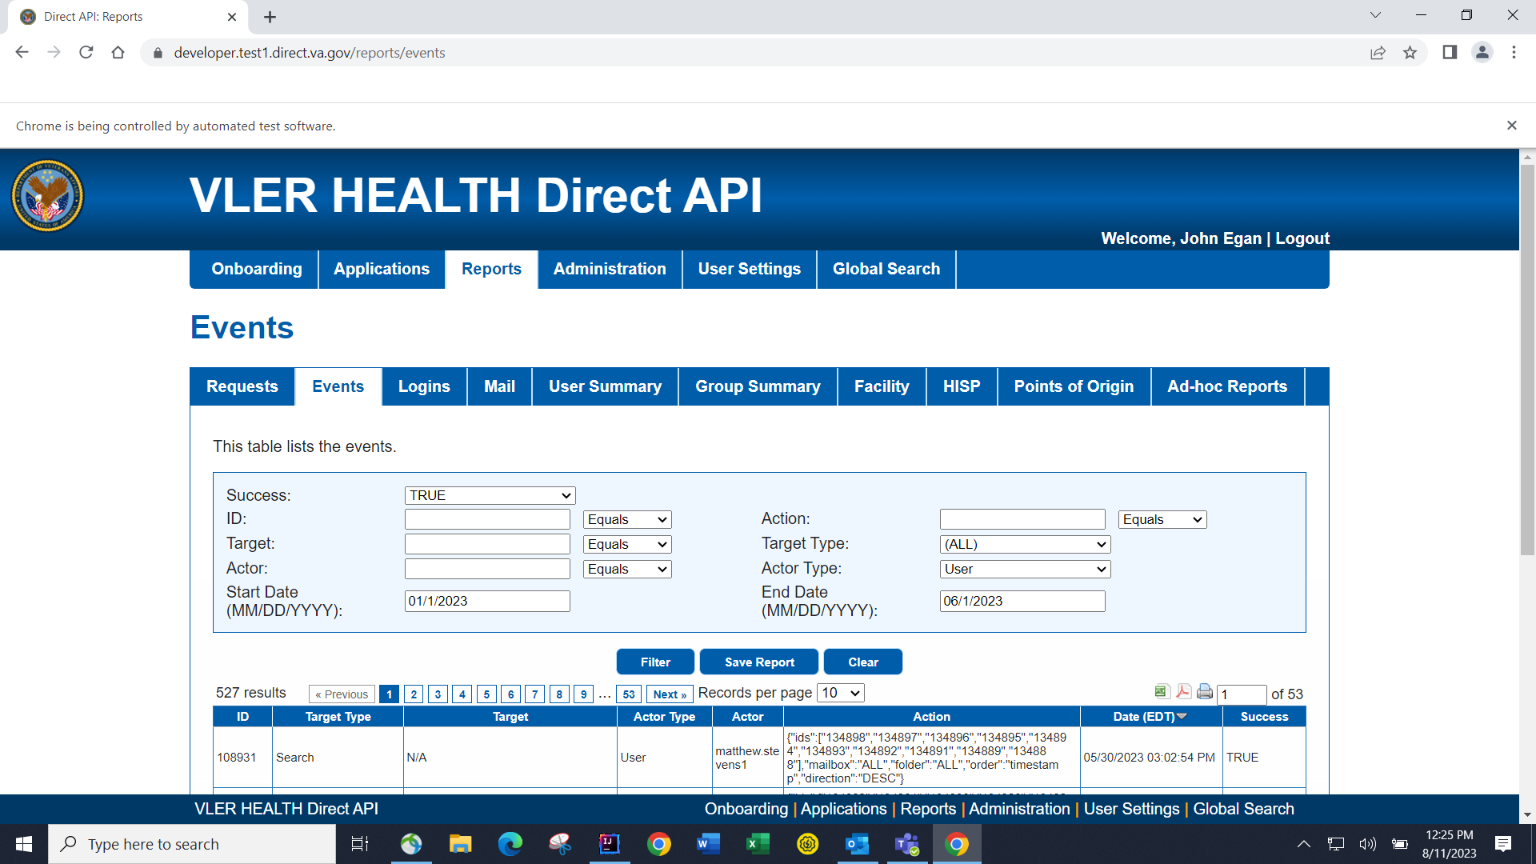 Direct API: Reports
developer.test1.direct.va.gov/reports/events
Chrome is being controlled by automated test software.
VLER HEALTH Direct API
Welcome, John Egan | Logout
Onboarding Applications Reports Administration User Settings Global Search
Events
Requests Events Logins Mail User Summary Group Summary Facility HISP Points of Origin Ad-hoc Reports
This table lists the events.
Success: TRUE
ID: Equals Action: Equals
Target: Equals Target Type: (ALL)
Actor: Equals Actor Type: User
Start Date End Date
(MM/DD/YYYY): 01/1/2023 (MM/DD/YYYY): 06/1/2023
Filter Save Report Clear
527 results « Previous 1 2 3 4 5 6 7 8 9 ... 53 Next » Records per page 10 1 of 53
ID Target Type Target Actor Type Actor Action Date (EDT) Success
108931 Search N/A User matthew.ste
vens1
{"ids":["134898","134897","134896","134895","13489
4","134893","134892","134891","134889","13488
8"],"mailbox":"ALL","folder":"ALL","order":"timestam
p","direction":"DESC"}
05/30/2023 03:02:54 PM TRUE
VLER HEALTH Direct API Onboarding | Applications | Reports | Administration | User Settings | Global Search
Type here to search
12:25 PM
8/11/2023